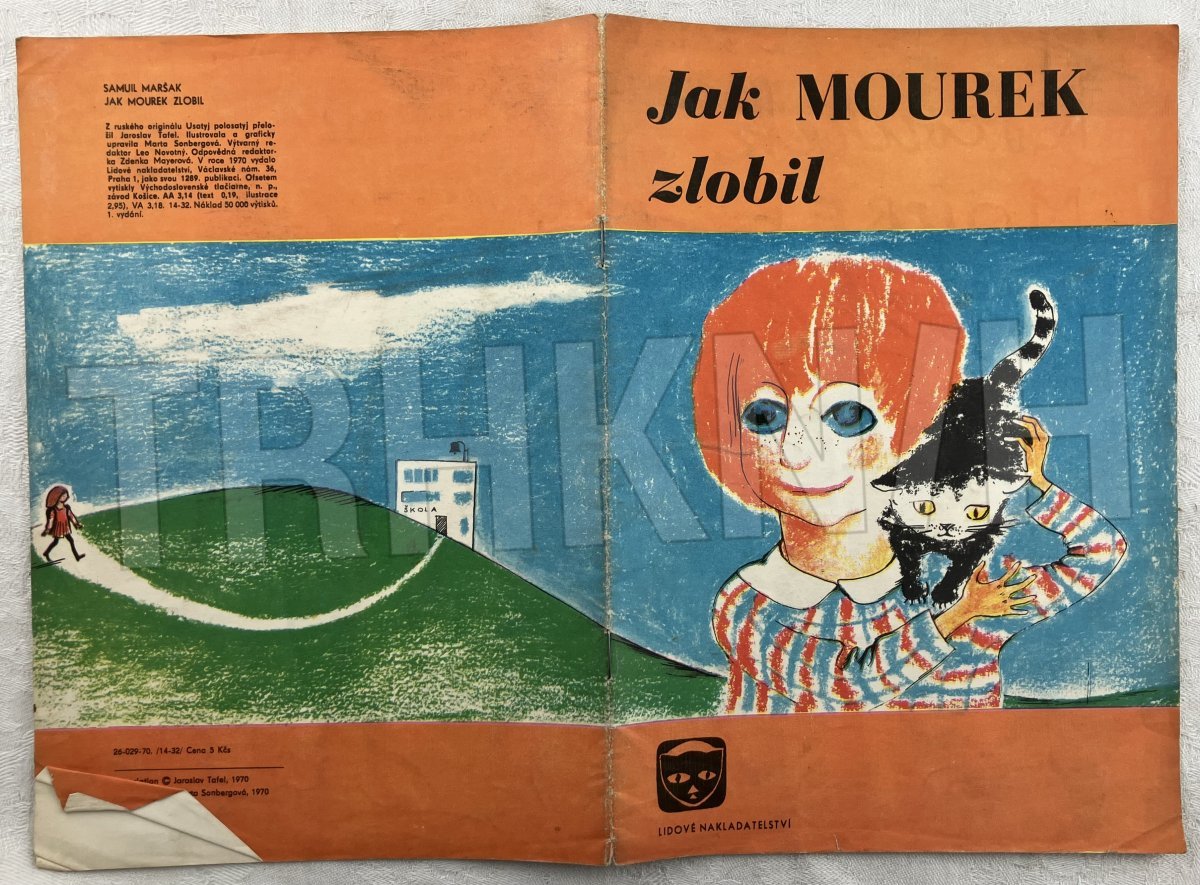 SAMUIL MARŠAK
JAK MOUREK ZLOBIL
Z ruského originálu Usatyj polosatyj přelo-
žil Jaroslav Tafel. Ilustrovala a graficky
upravila Marta Sonbergová. Výtvarný re-
daktor Leo Novotný. Odpovědná redaktor-
ka Zdenka Mayerová. V roce 1970 vydalo
Lidové nakladatelství, Václavské nám. 36,
Praha 1, jako svou 1289. publikaci. Ofsetem
vytiskly Východoslovenské tlačiarne, n. p.,
závod Košice. AA 3,14 (text 0,19, ilustrace
2,95), VA 3,18. 14-32. Náklad 50 000 výtisků.
1. vydání.
ŠKOLA
26-029-70. /14-32/ Cena 5 Kčs
© Jaroslav Tafel, 1970
Sonbergová, 1970
Jak MOUREK
zlobil
LIDOVÉ NAKLADATELSTVÍ
TRHKNIH